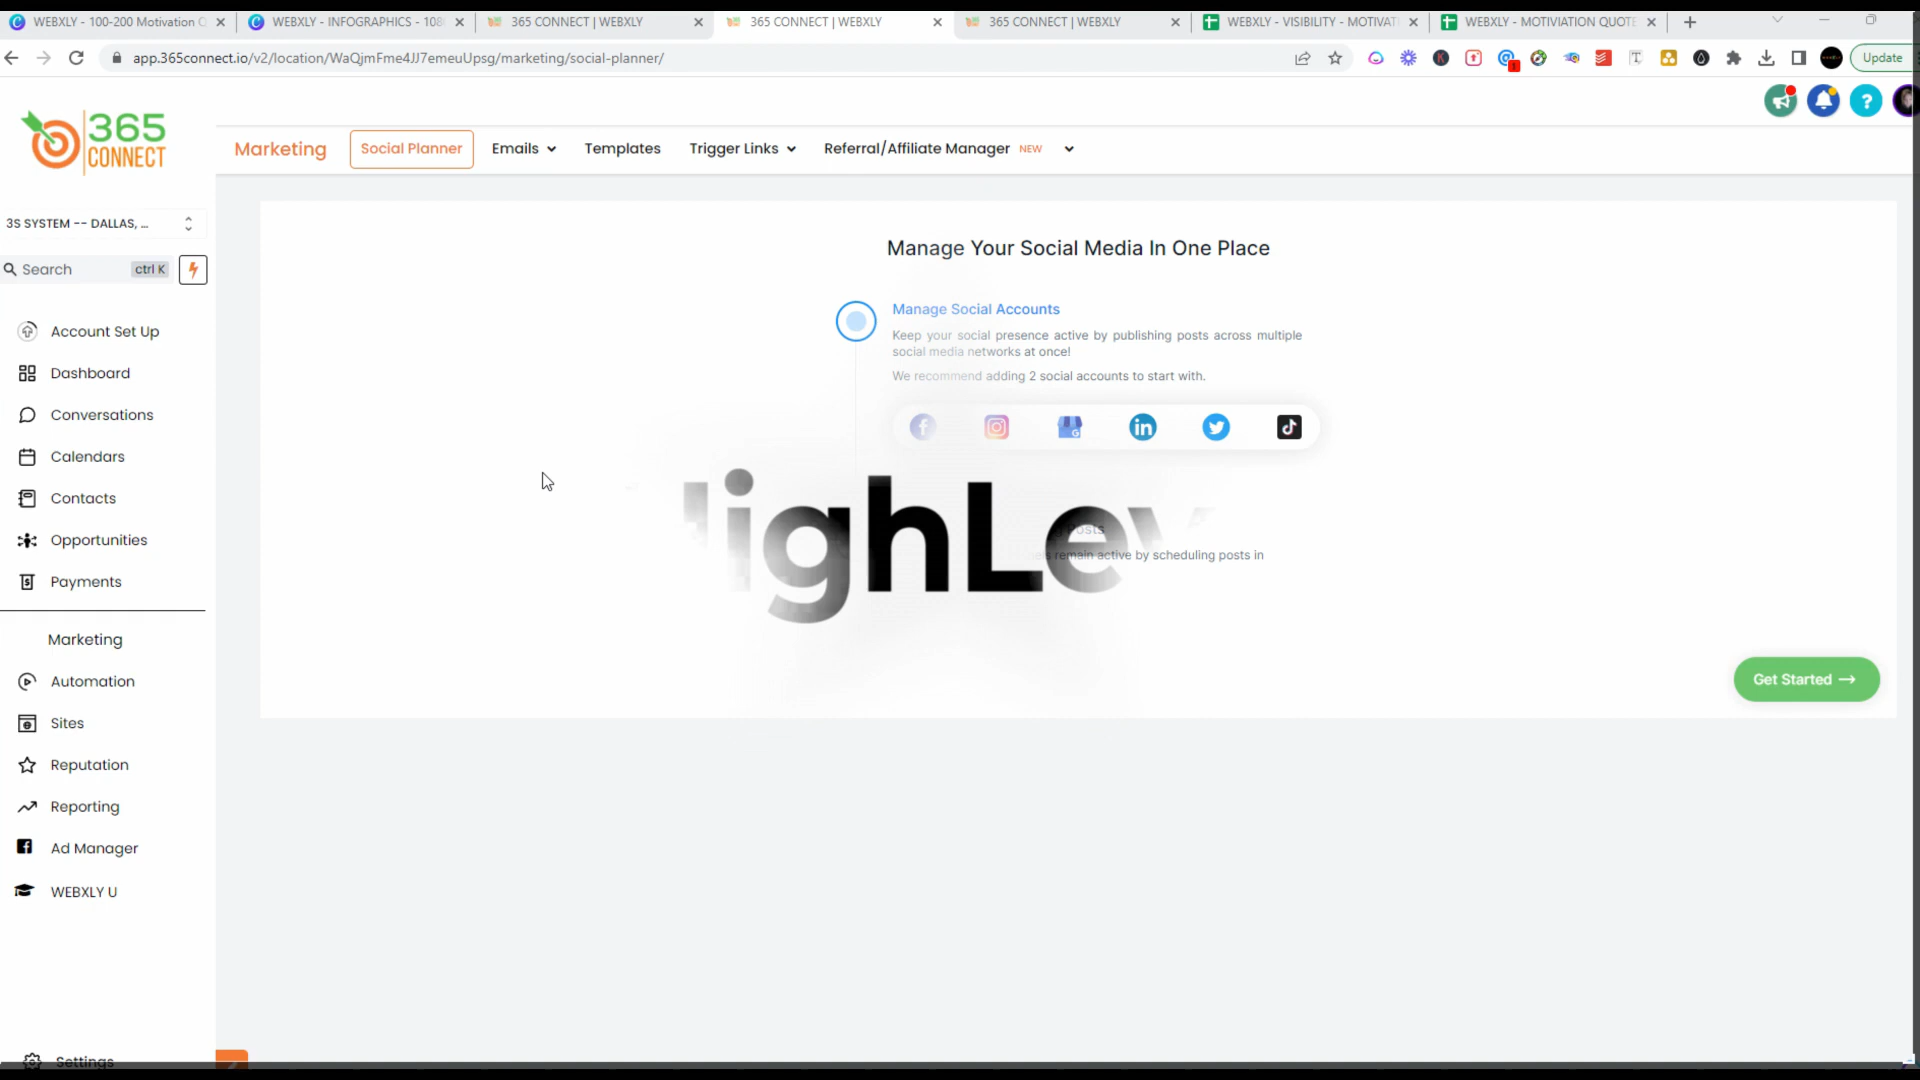 WEBXLY - 100-200 Motivation
WEBXLY - INFOGRAPHICS - 108
365 CONNECT | WEBXLY
365 CONNECT | WEBXLY
365 CONNECT | WEBXLY
WEBXLY - VISIBILITY - MOTIVAT
WEBXLY - MOTIVIATION QUOTE
app.365connect.io/v2/location/WaQjmFme4JJ7emeuUpsg/marketing/social-planner/
Update
365
CONNECT
Marketing
Social Planner
Emails
Templates
Trigger Links
Referral/Affiliate Manager NEW
3S SYSTEM -- DALLAS, ...
Search
ctrl K
Account Set Up
Dashboard
Conversations
Calendars
Contacts
Opportunities
Payments
Marketing
Automation
Sites
Reputation
Reporting
Ad Manager
WEBXLY U
Settings
Manage Your Social Media In One Place
Manage Social Accounts
Keep your social presence active by publishing posts across multiple
social media networks at once!
We recommend adding 2 social accounts to start with.
ighLev
Posts
remain active by scheduling posts in
Get Started →